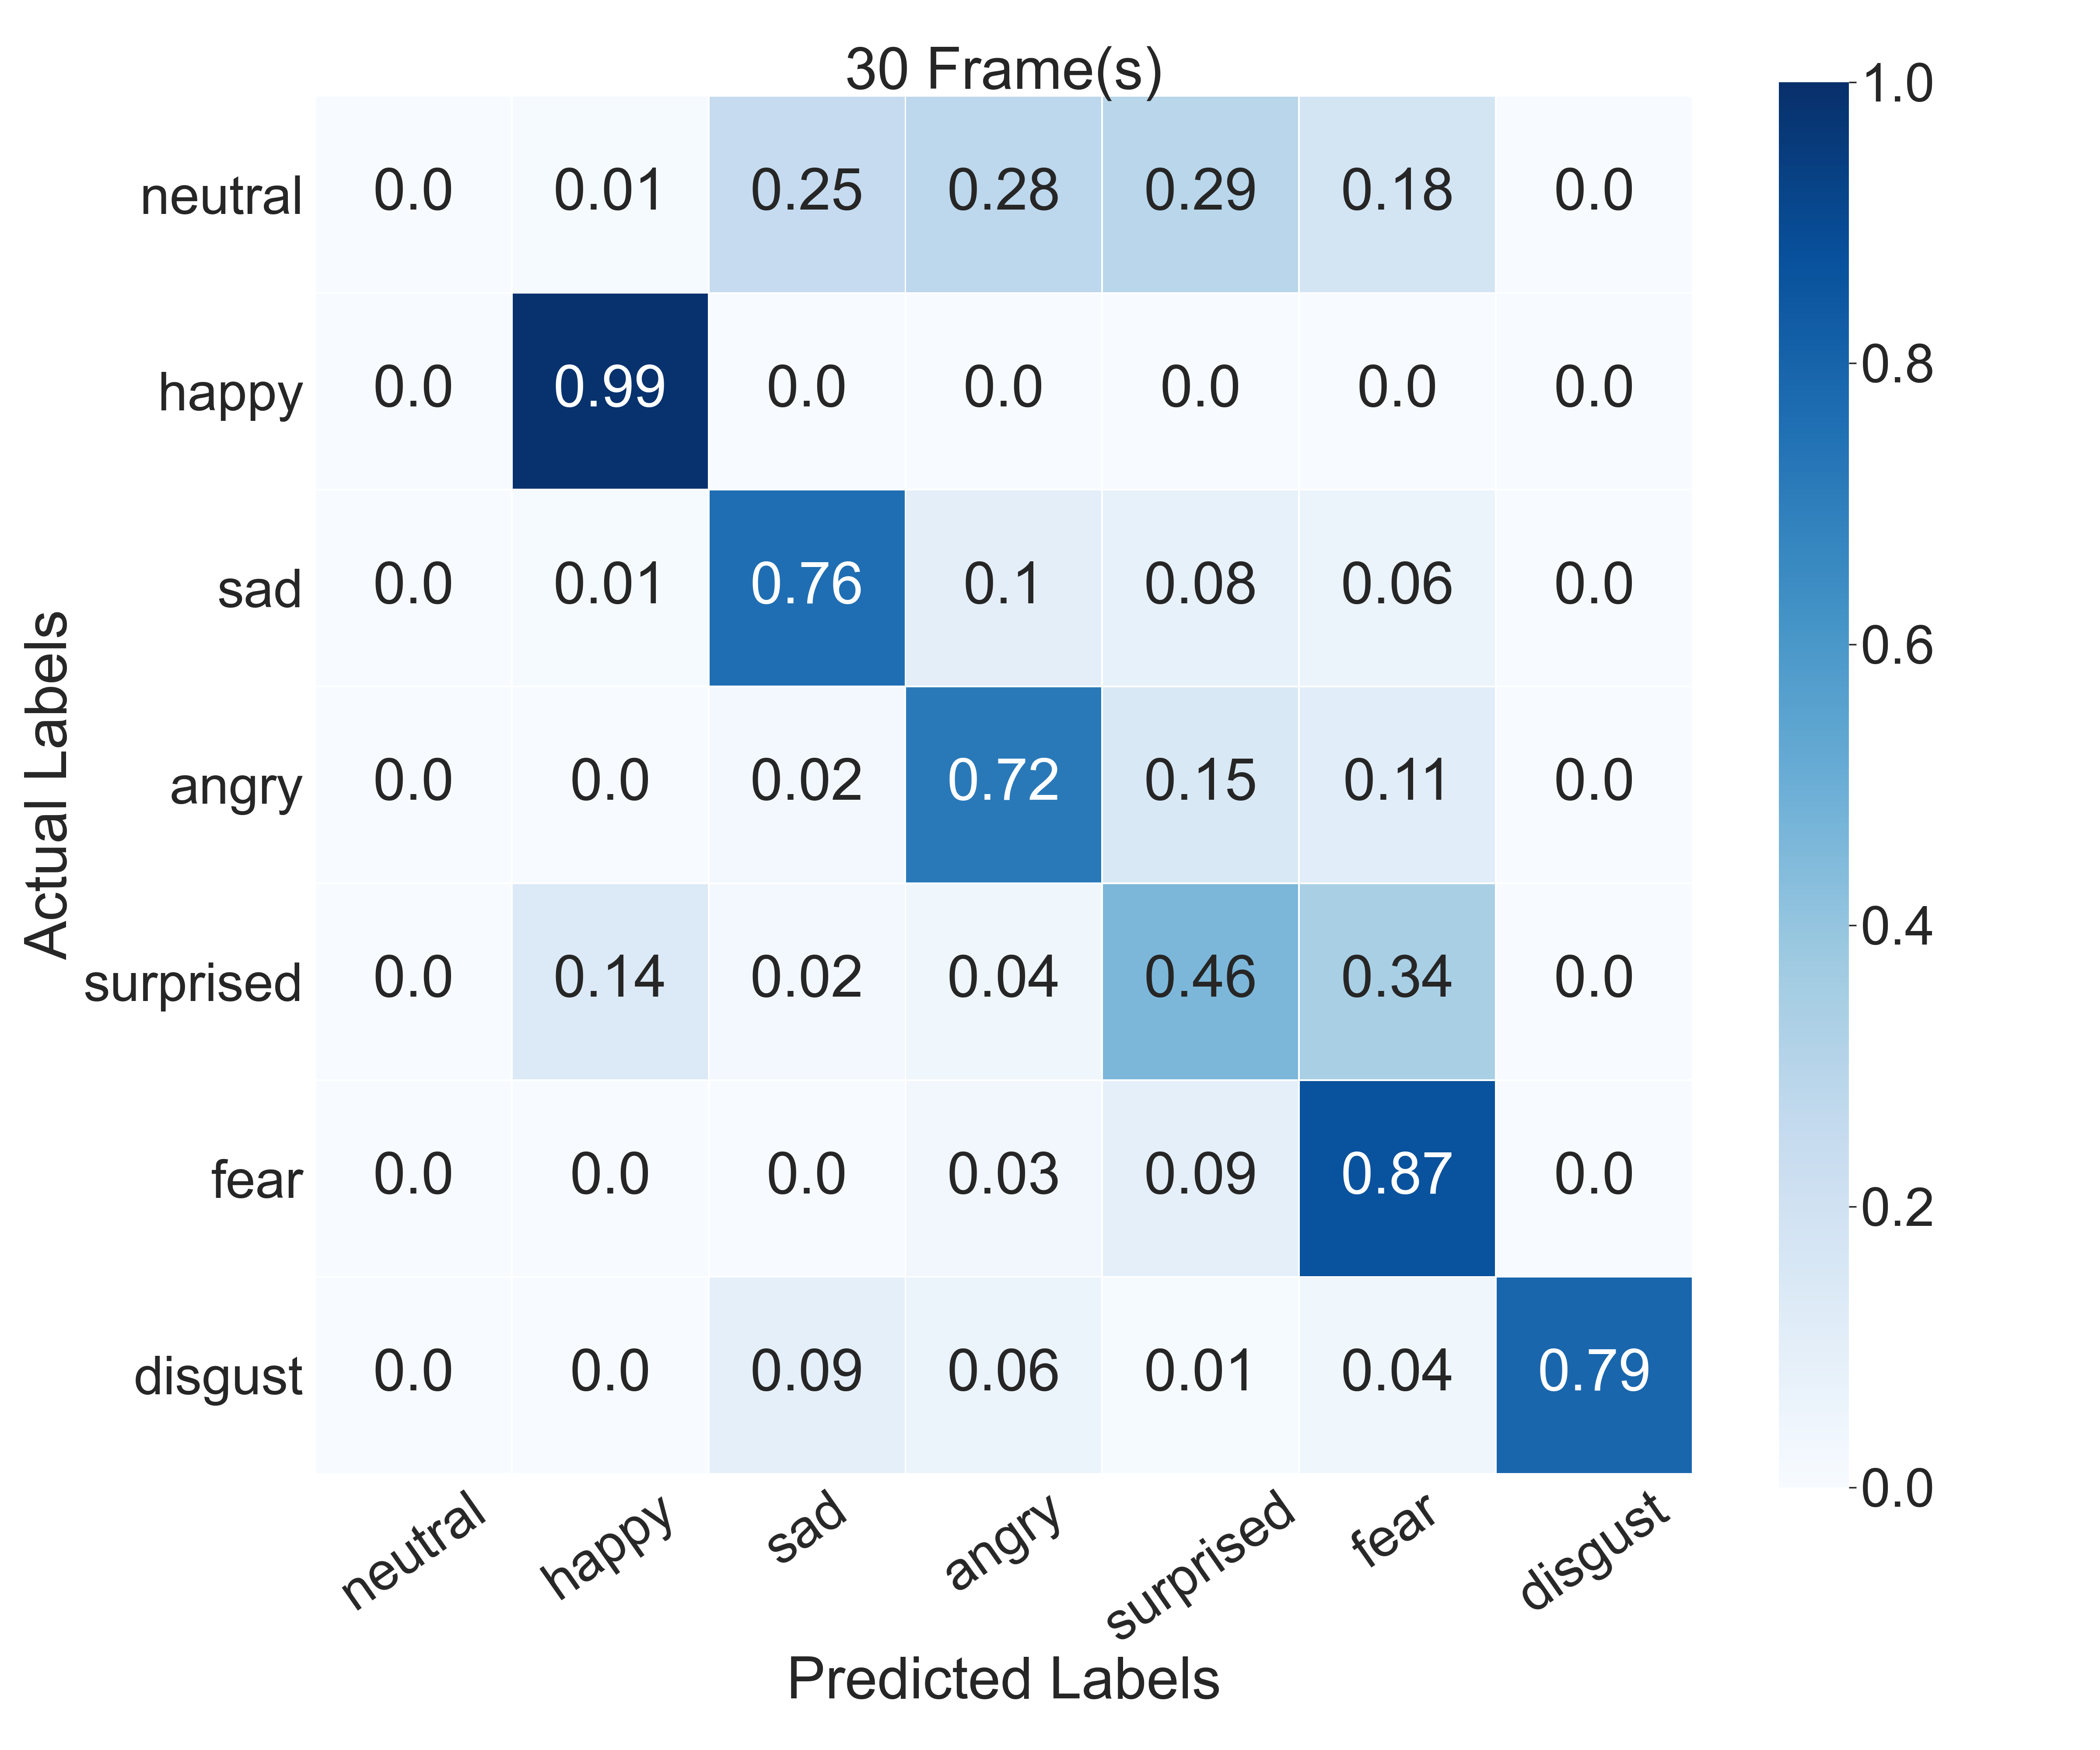 30 Frame(s)
neutral 0.0 0.01 0.25 0.28 0.29 0.18 0.0
happy 0.0 0.99 0.0 0.0 0.0 0.0 0.0
sad 0.0 0.01 0.76 0.1 0.08 0.06 0.0
angry 0.0 0.0 0.02 0.72 0.15 0.11 0.0
surprised 0.0 0.14 0.02 0.04 0.46 0.34 0.0
fear 0.0 0.0 0.0 0.03 0.09 0.87 0.0
disgust 0.0 0.0 0.09 0.06 0.01 0.04 0.79
neutral happy sad angry surprised fear disgust
Predicted Labels
Actual Labels
1.0
0.8
0.6
0.4
0.2
0.0